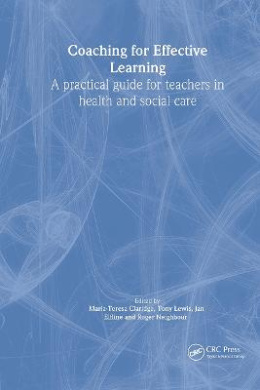 Coaching for Effective
Learning
A practical guide for teachers in
health and social care
Edited by
Maria-Teresa Claridge, Tony Lewis, Jan
and Roger Neighbour
CRC Press